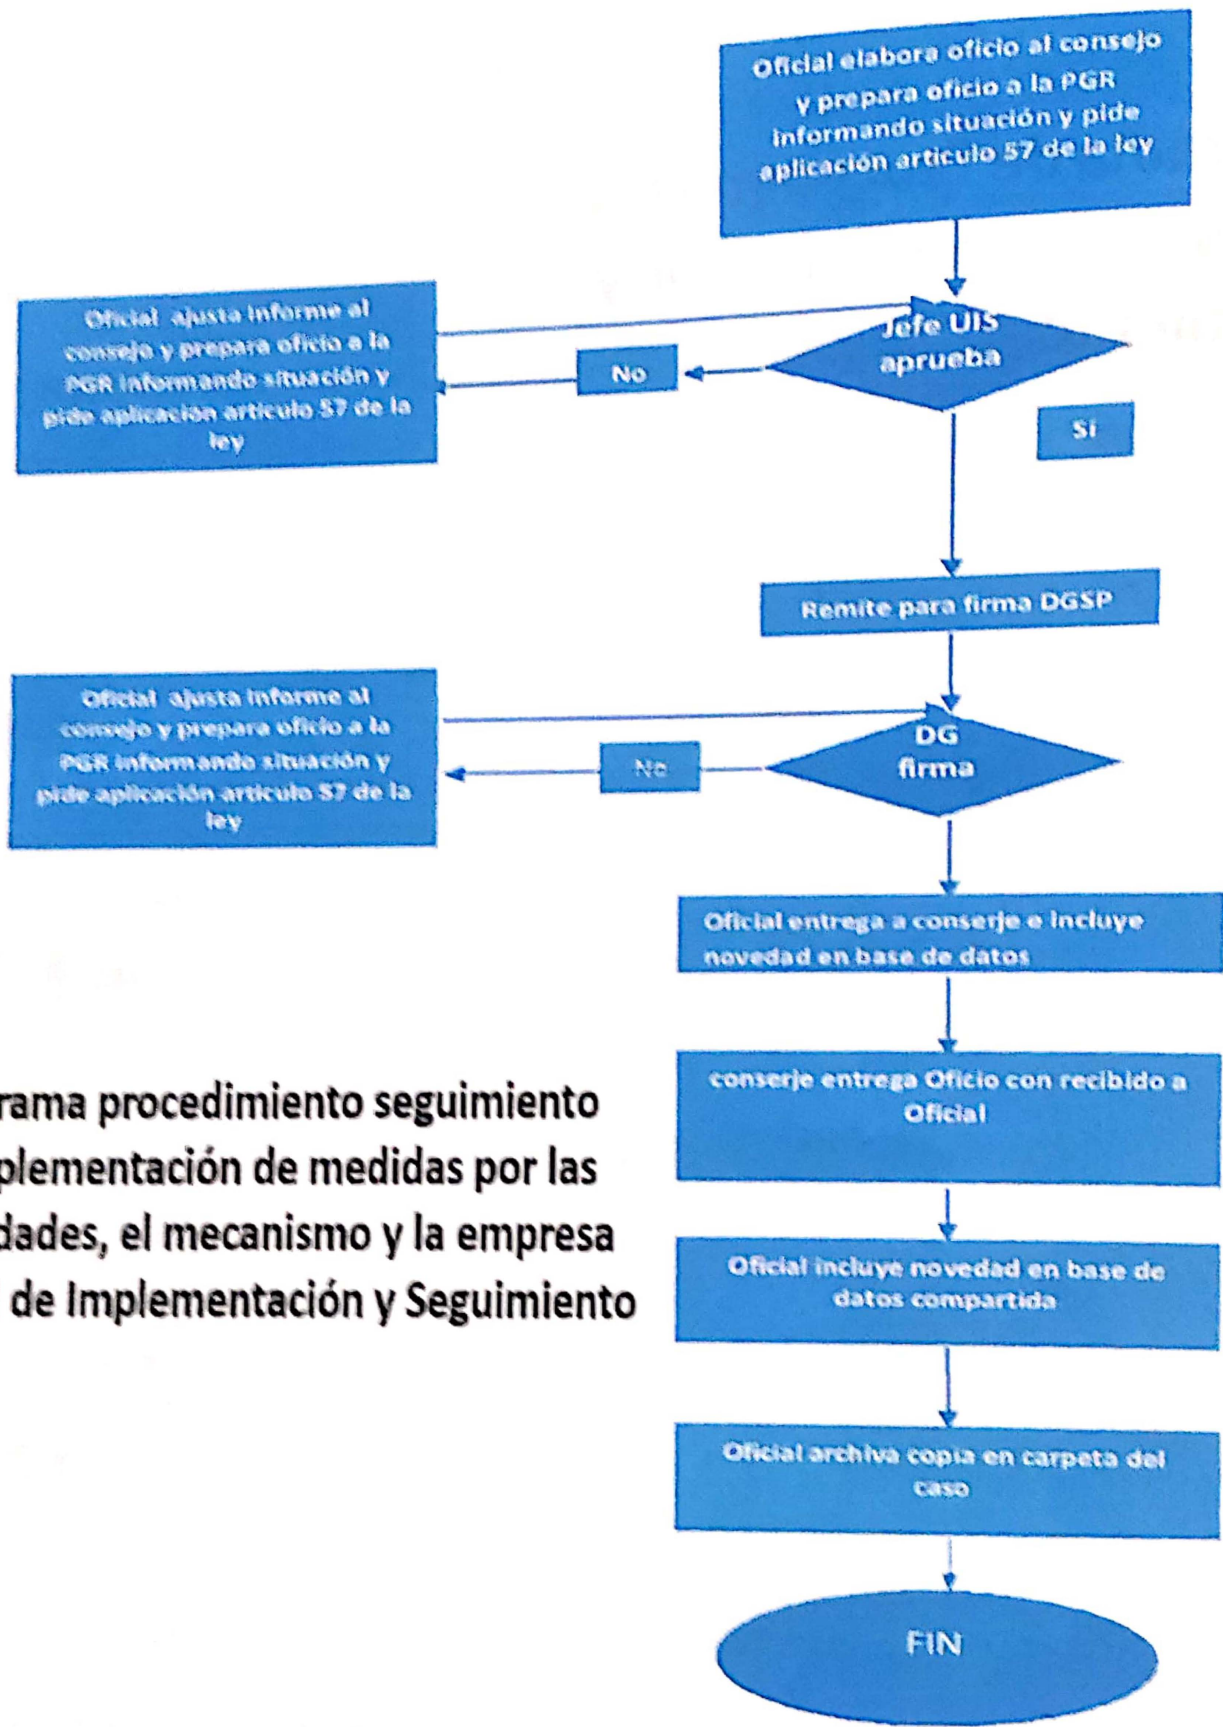 Oficial elabora oficio al consejo
y prepara oficio a la PGR
informando situación y pide
aplicación articulo 57 de la ley
Jefe UIS
aprueba
No
Oficial ajusta informe al
consejo y prepara oficio a la
PGR informando situación y
pide aplicación articulo 57 de la
ley
Si
Remite para firma DGSP
DG
firma
No
Oficial ajusta informe al
consejo y prepara oficio a la
PGR informando situación y
pide aplicación articulo 57 de la
ley
Oficial entrega a conserje e incluye
novedad en base de datos
conserje entrega Oficio con recibido a
Oficial
Oficial incluye novedad en base de
datos compartida
Oficial archiva copia en carpeta del
caso
FIN
rama procedimiento seguimiento
plementación de medidas por las
dades, el mecanismo y la empresa
de Implementación y Seguimiento